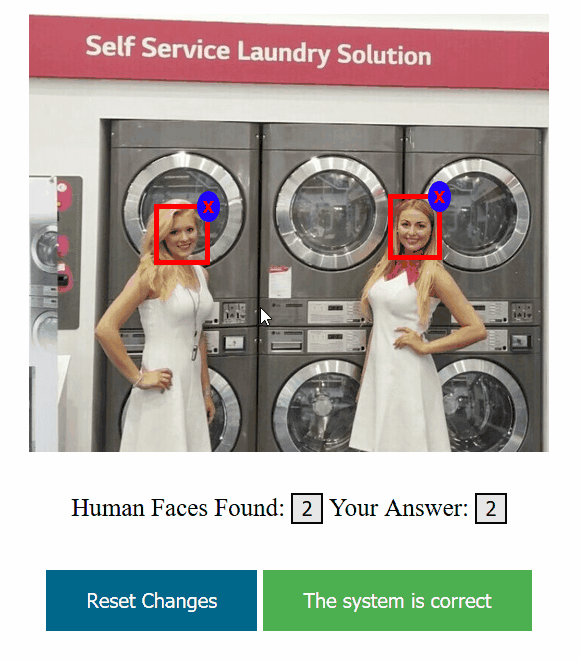 Self Service Laundry Solution
X
X
Human Faces Found: 2 Your Answer: 2
Reset Changes
The system is correct